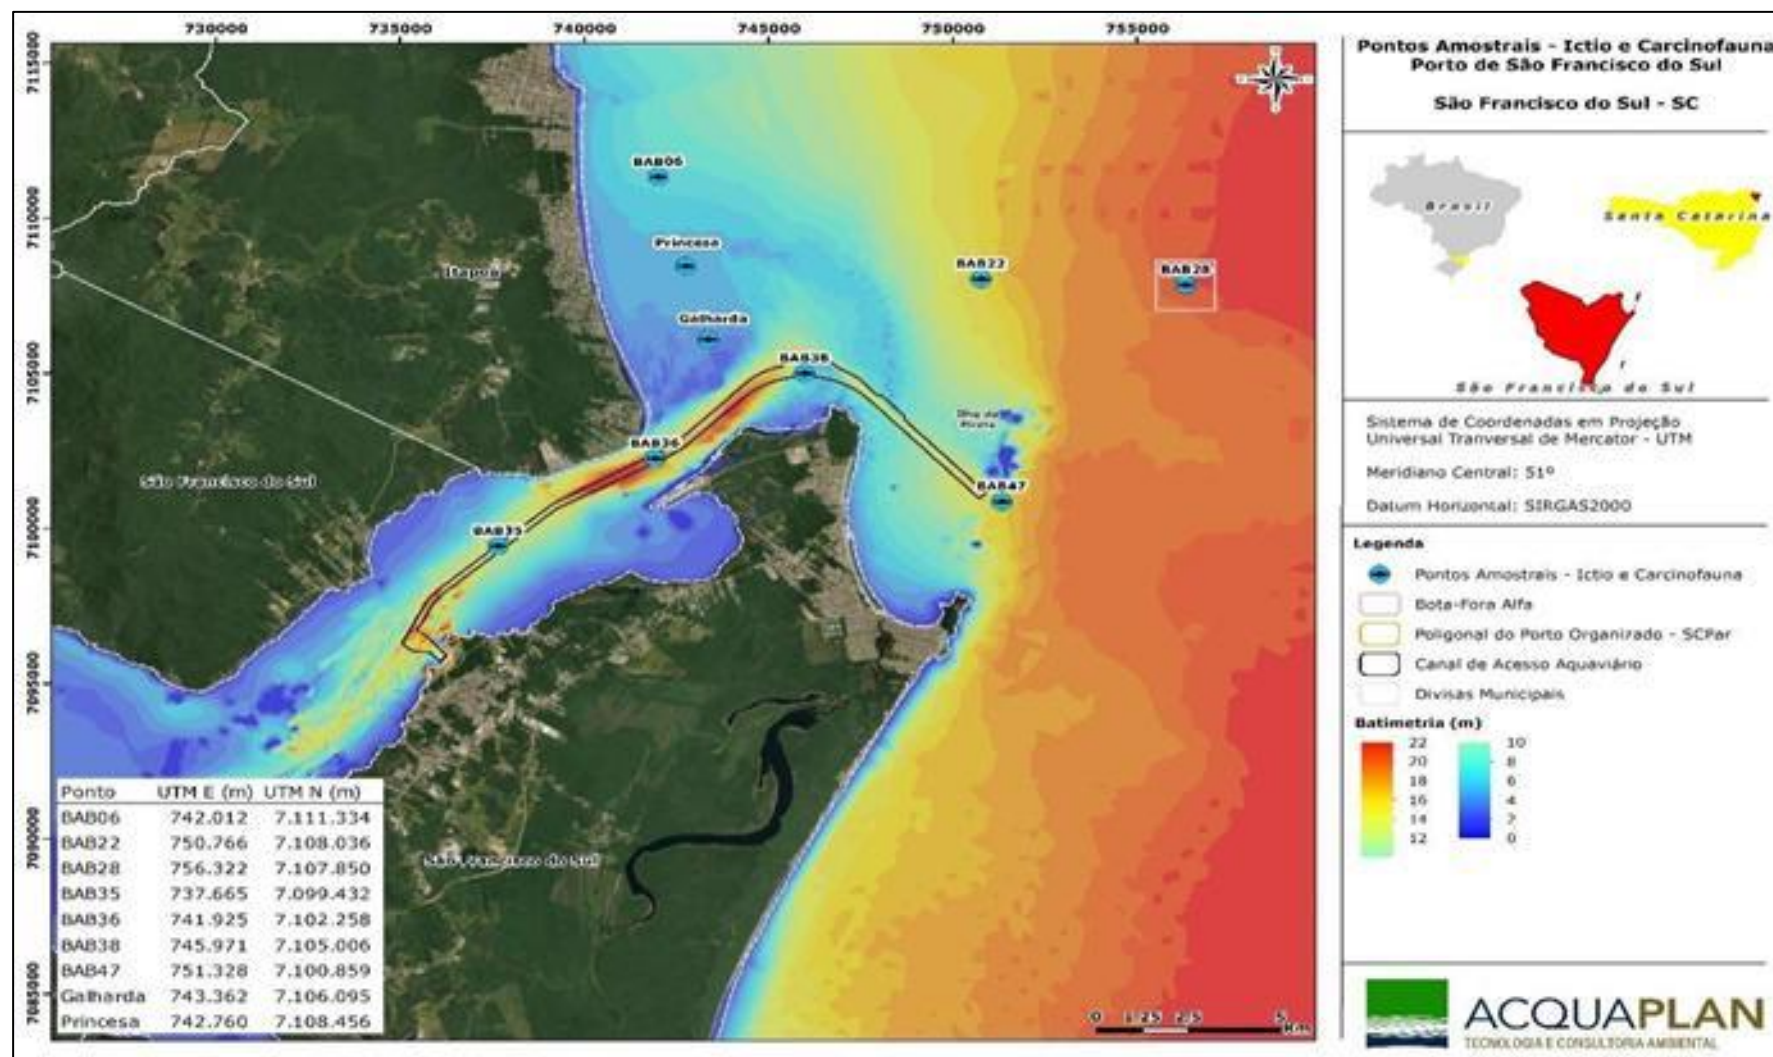 730000 735000 740000 745000 750000 755000
7115000
7110000
7105000
7100000
7095000
7090000
7085000
BAB06
Princesa
Itapoá
BAB22
BAB28
Galharda
BAB38
BAB36
São Francisco do Sul
BAB47
BAB35
São Francisco do Sul
Ponto UTM E (m) UTM N (m)
BAB06 742.012 7.111.334
BAB22 750.766 7.108.036
BAB28 756.322 7.107.850
BAB35 737.665 7.099.432
BAB36 741.925 7.102.258
BAB38 745.971 7.105.006
BAB47 751.328 7.100.859
Galharda 743.362 7.106.095
Princesa 742.760 7.108.456
0 1.25 2.5 5
Km
Pontos Amostrais - Ictio e Carcinofauna
Porto de São Francisco do Sul
São Francisco do Sul - SC
Brasil
Santa Catarina
São Francisco do Sul
Sistema de Coordenadas em Projeção
Universal Tranversal de Mercator - UTM
Meridiano Central: 51º
Datum Horizontal: SIRGAS2000
Legenda
Pontos Amostrais - Ictio e Carcinofauna
Bota-Fora Alfa
Poligonal do Porto Organizado - SCPar
Canal de Acesso Aquaviário
Divisas Municipais
Batimetria (m)
22 10
20 8
18 6
16 4
14 2
12 0
ACQUAPLAN
TECNOLOGIA E CONSULTORIA AMBIENTAL